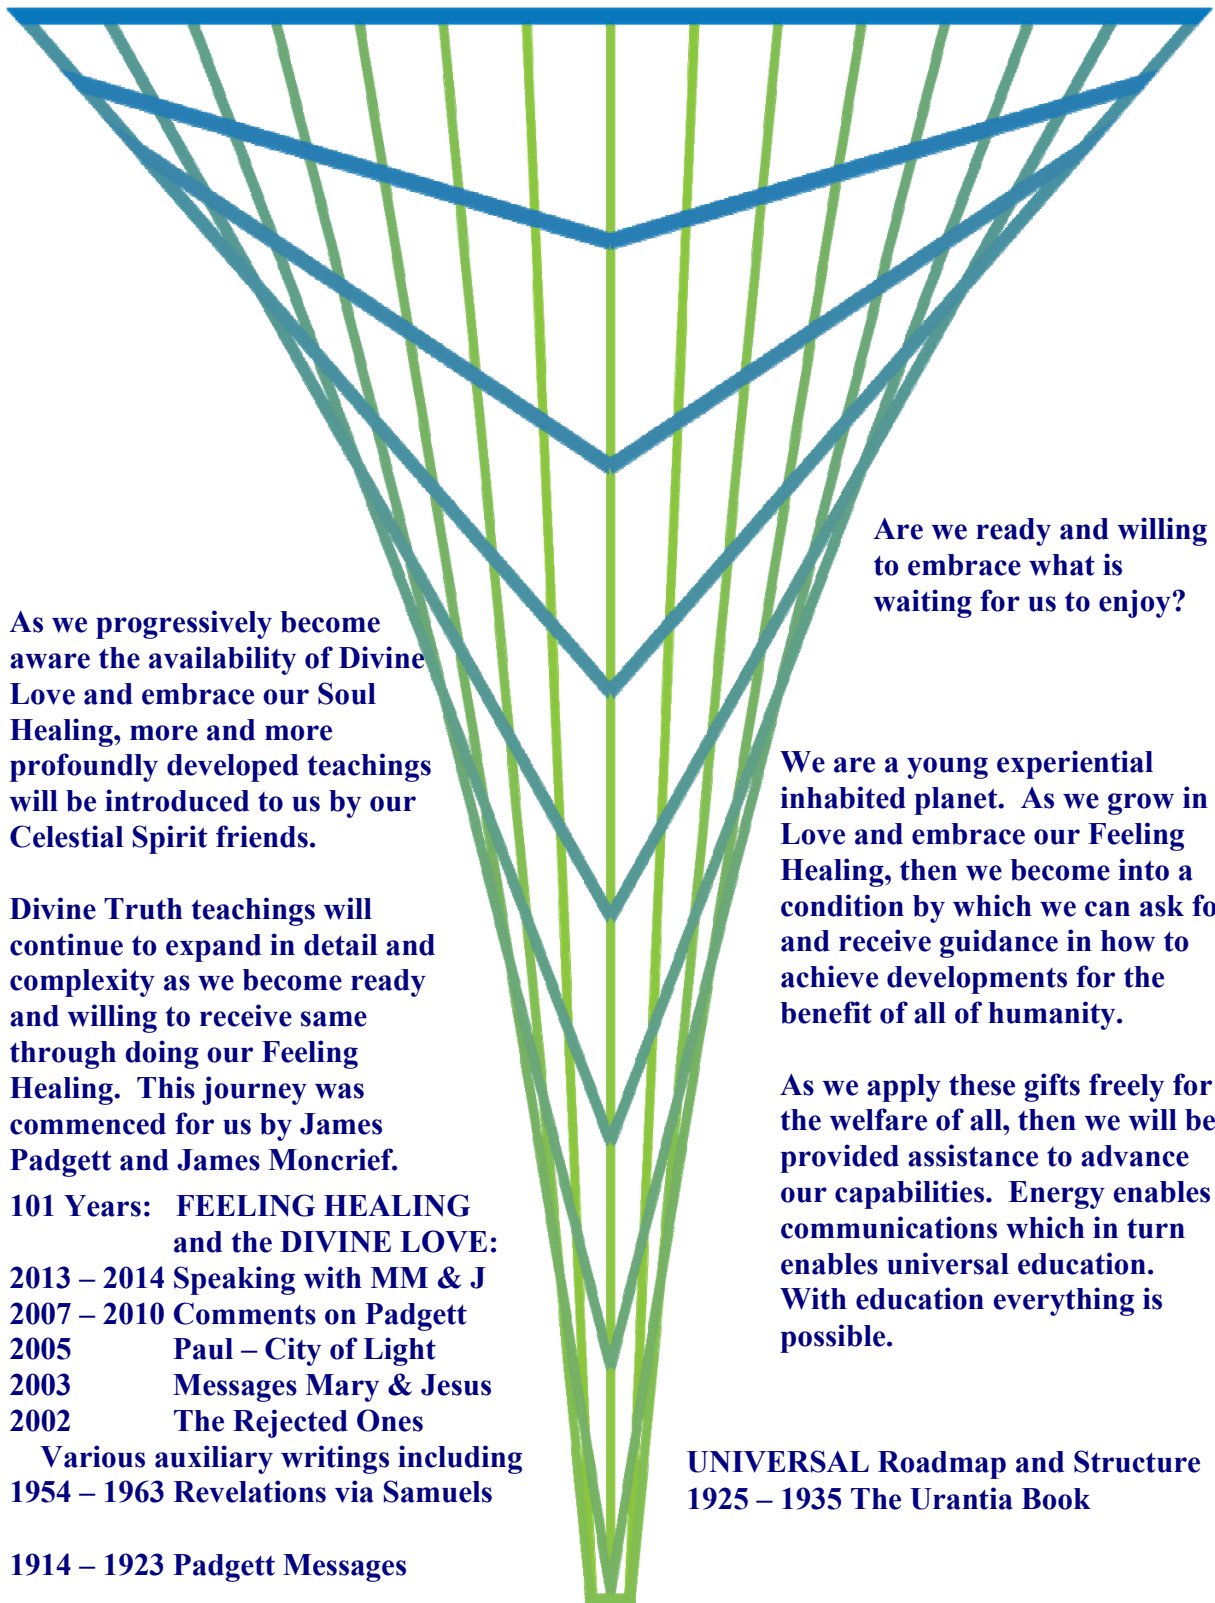 As we progressively become
aware the availability of Divine
Love and embrace our Soul
Healing, more and more
profoundly developed teachings
will be introduced to us by our
Celestial Spirit friends.
Divine Truth teachings will
continue to expand in detail and
complexity as we become ready
and willing to receive same
through doing our Feeling
Healing.  This journey was
commenced for us by James
Padgett and James Moncrief.
101 Years:   FEELING HEALING
and the DIVINE LOVE:
2013 – 2014 Speaking with MM & J
2007 – 2010 Comments on Padgett
2005 Paul – City of Light
2003 Messages Mary & Jesus
2002 The Rejected Ones
Various auxiliary writings including
1954 – 1963 Revelations via Samuels
1914 – 1923 Padgett Messages
Are we ready and willing
to embrace what is
waiting for us to enjoy?
We are a young experiential
inhabited planet.  As we grow in
Love and embrace our Feeling
Healing, then we become into a
condition by which we can ask fo
and receive guidance in how to
achieve developments for the
benefit of all of humanity.
As we apply these gifts freely for
the welfare of all, then we will be
provided assistance to advance
our capabilities.  Energy enables
communications which in turn
enables universal education.
With education everything is
possible.
UNIVERSAL Roadmap and Structure
1925 – 1935 The Urantia Book